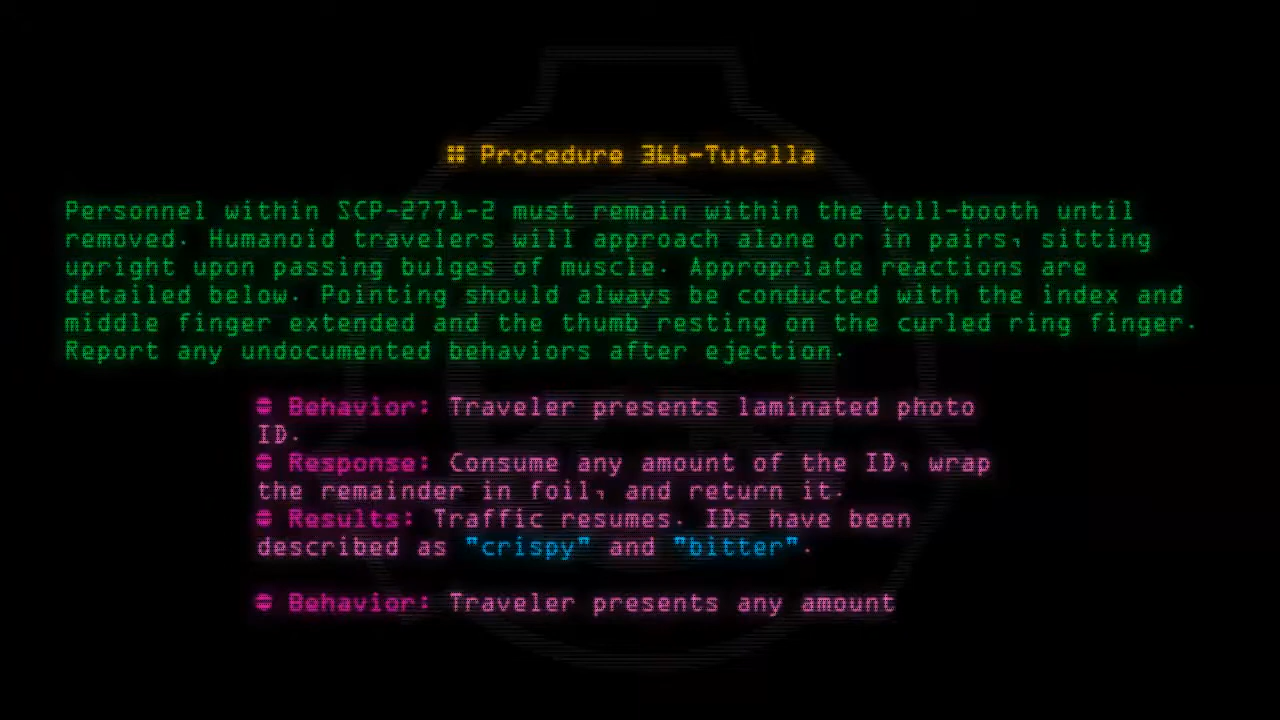 ⌗ Procedure 366-Tutella
Personnel within SCP-2771-2 must remain within the toll-booth until
removed. Humanoid travelers will approach alone or in pairs, sitting
upright upon passing bulges of muscle. Appropriate reactions are
detailed below. Pointing should always be conducted with the index and
middle finger extended and the thumb resting on the curled ring finger.
Report any undocumented behaviors after ejection.
Behavior: Traveler presents laminated photo
ID.
Response: Consume any amount of the ID, wrap
the remainder in foil, and return it.
Results: Traffic resumes. IDs have been
described as "crispy" and "bitter".
Behavior: Traveler presents any amount